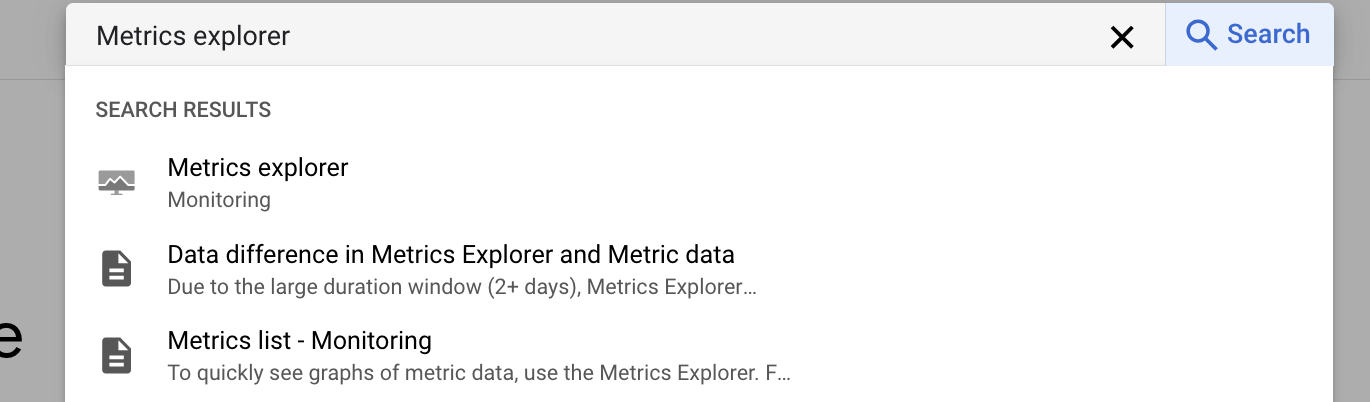 Metrics explorer
Search
SEARCH RESULTS
Metrics explorer
Monitoring
Data difference in Metrics Explorer and Metric data
Due to the large duration window (2+ days), Metrics Explorer…
Metrics list - Monitoring
To quickly see graphs of metric data, use the Metrics Explorer. F…
e